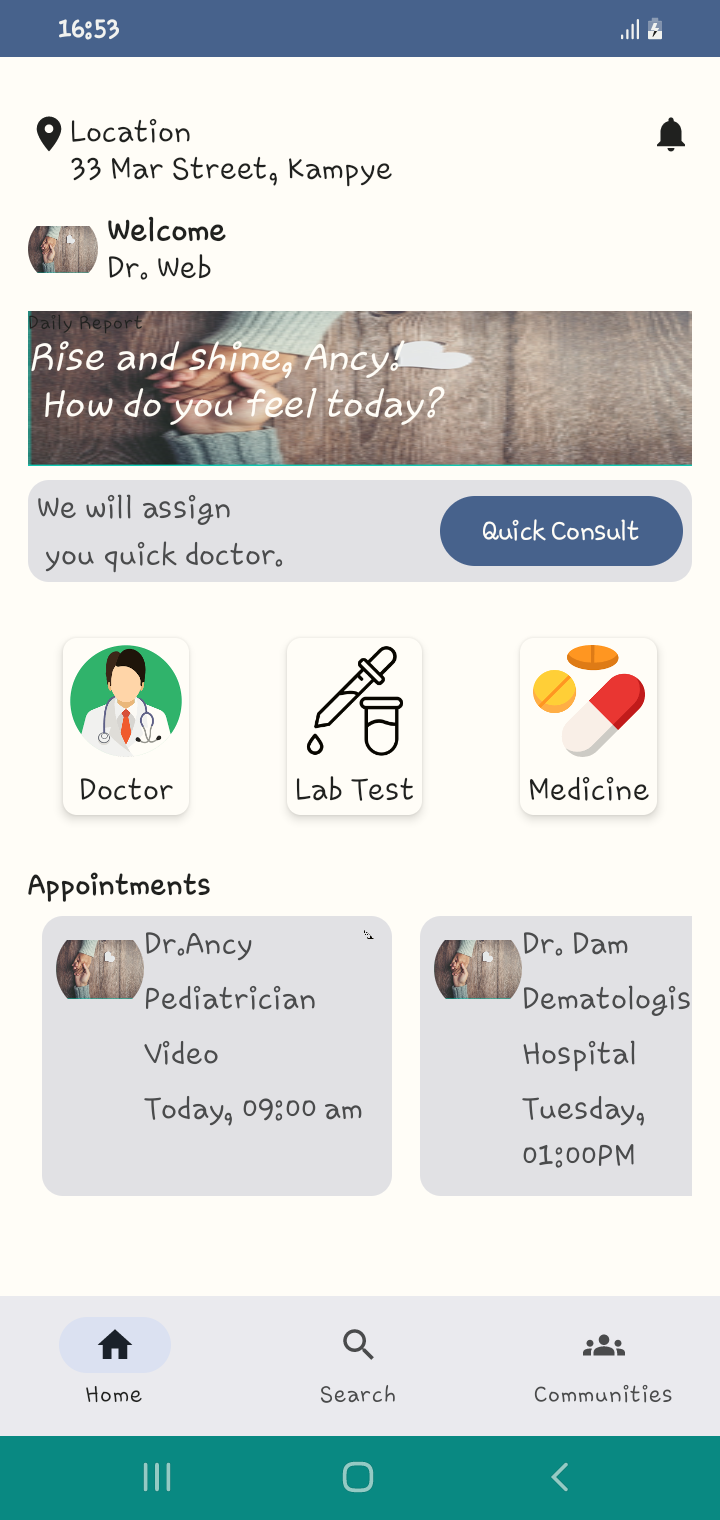 16:53
Location
33 Mar Street, Kampye
Welcome
Dr. Web
Daily Report
Rise and shine, Ancy!
How do you feel today?
We will assign
you quick doctor.
Quick Consult
Doctor
Lab Test
Medicine
Appointments
Dr.Ancy
Pediatrician
Video
Today, 09:00 am
Dr. Dam
Dematologis
Hospital
Tuesday,
01:00PM
Home
Search
Communities